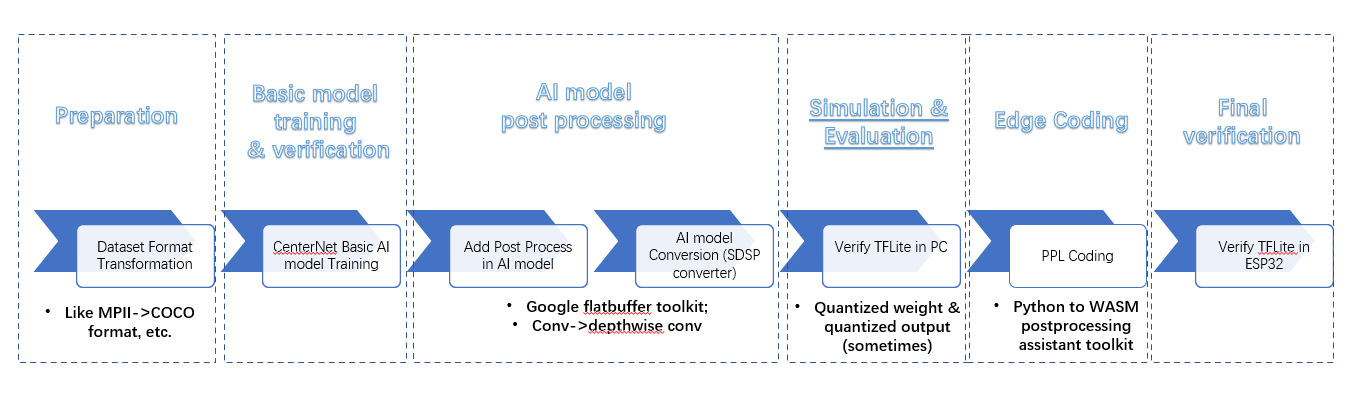 Preparation
Basic model
training
& verification
AI model
post processing
Simulation &
Evaluation
Edge Coding
Final
verification
Dataset Format
Transformation
CenterNet Basic AI
model Training
Add Post Process
in AI model
AI model
Conversion (SDSP
converter)
Verify TFLite in PC
PPL Coding
Verify TFLite in
ESP32
• Like MPII->COCO
format, etc.
• Google flatbuffer toolkit;
• Conv->depthwise conv
• Quantized weight &
quantized output
(sometimes)
• Python to WASM
postprocessing
assistant toolkit